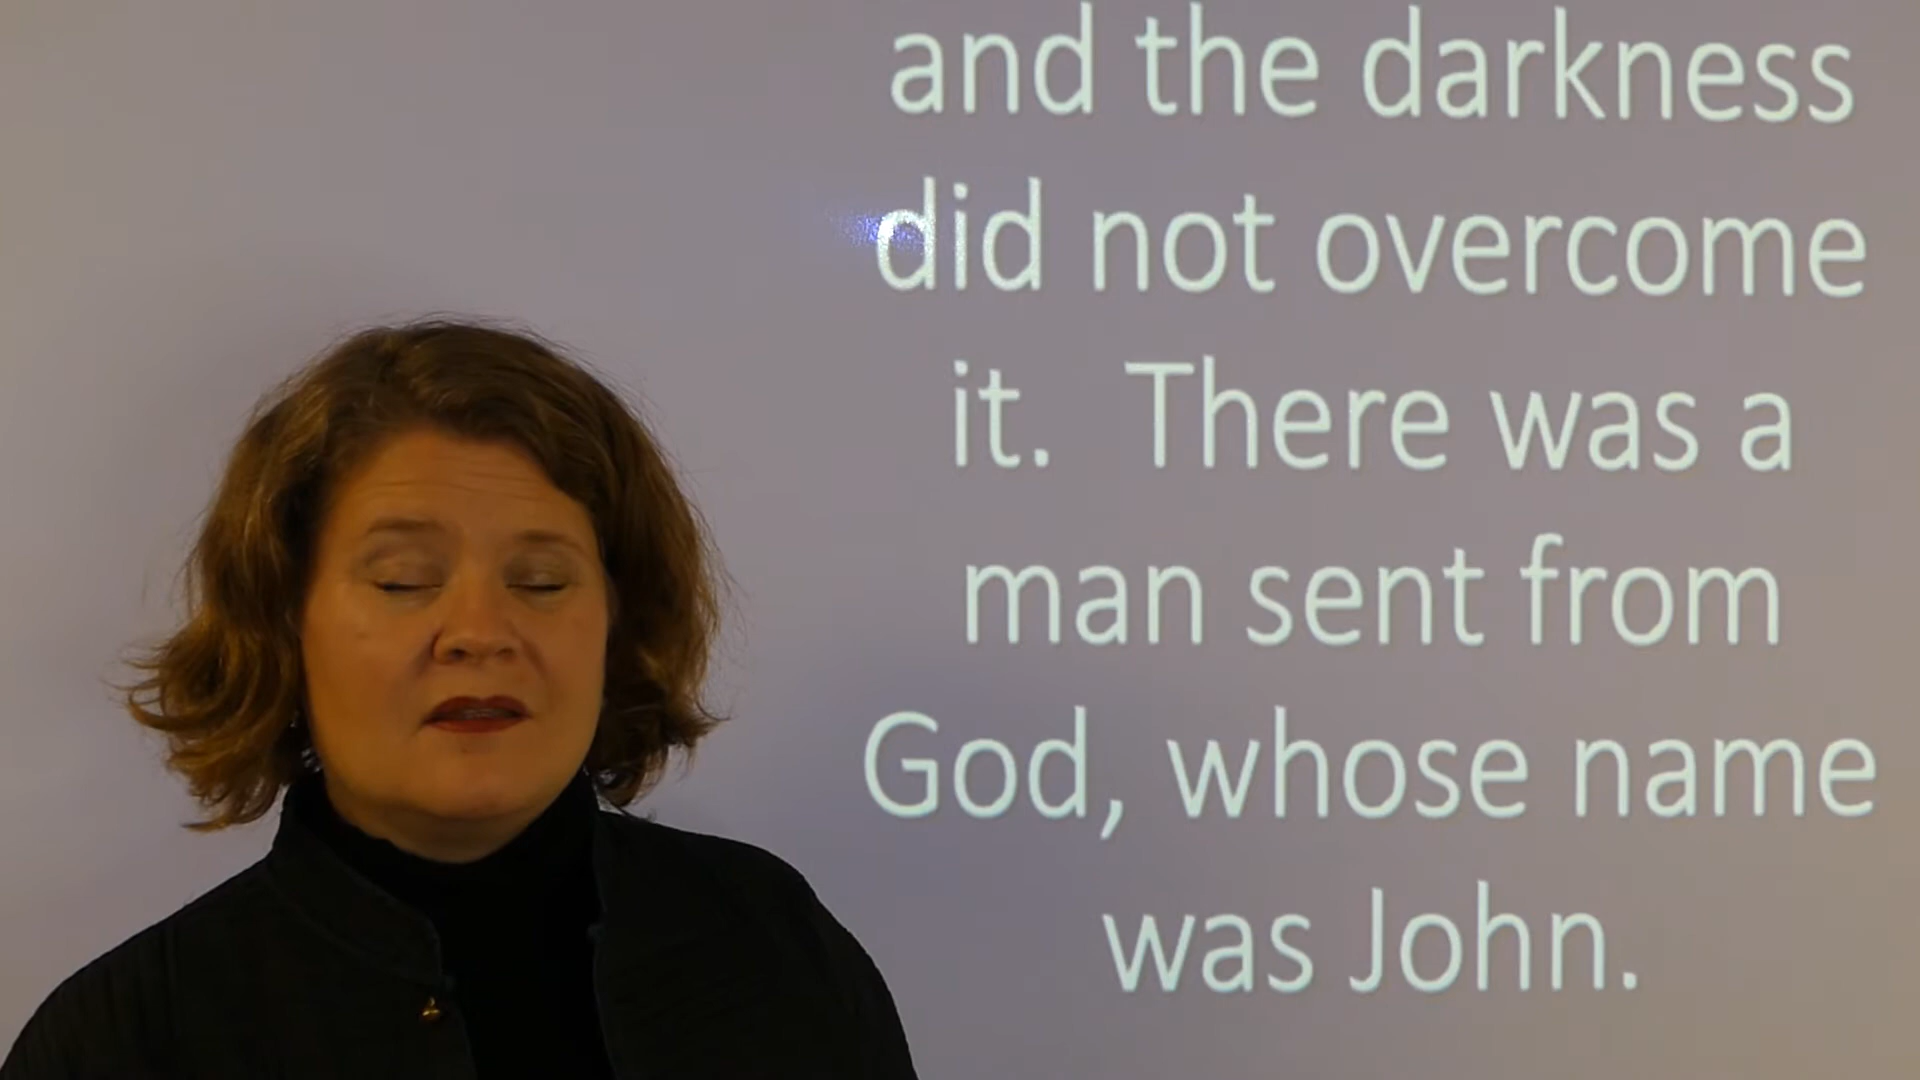 and the darkness
did not overcome
it.  There was a
man sent from
God, whose name
was John.